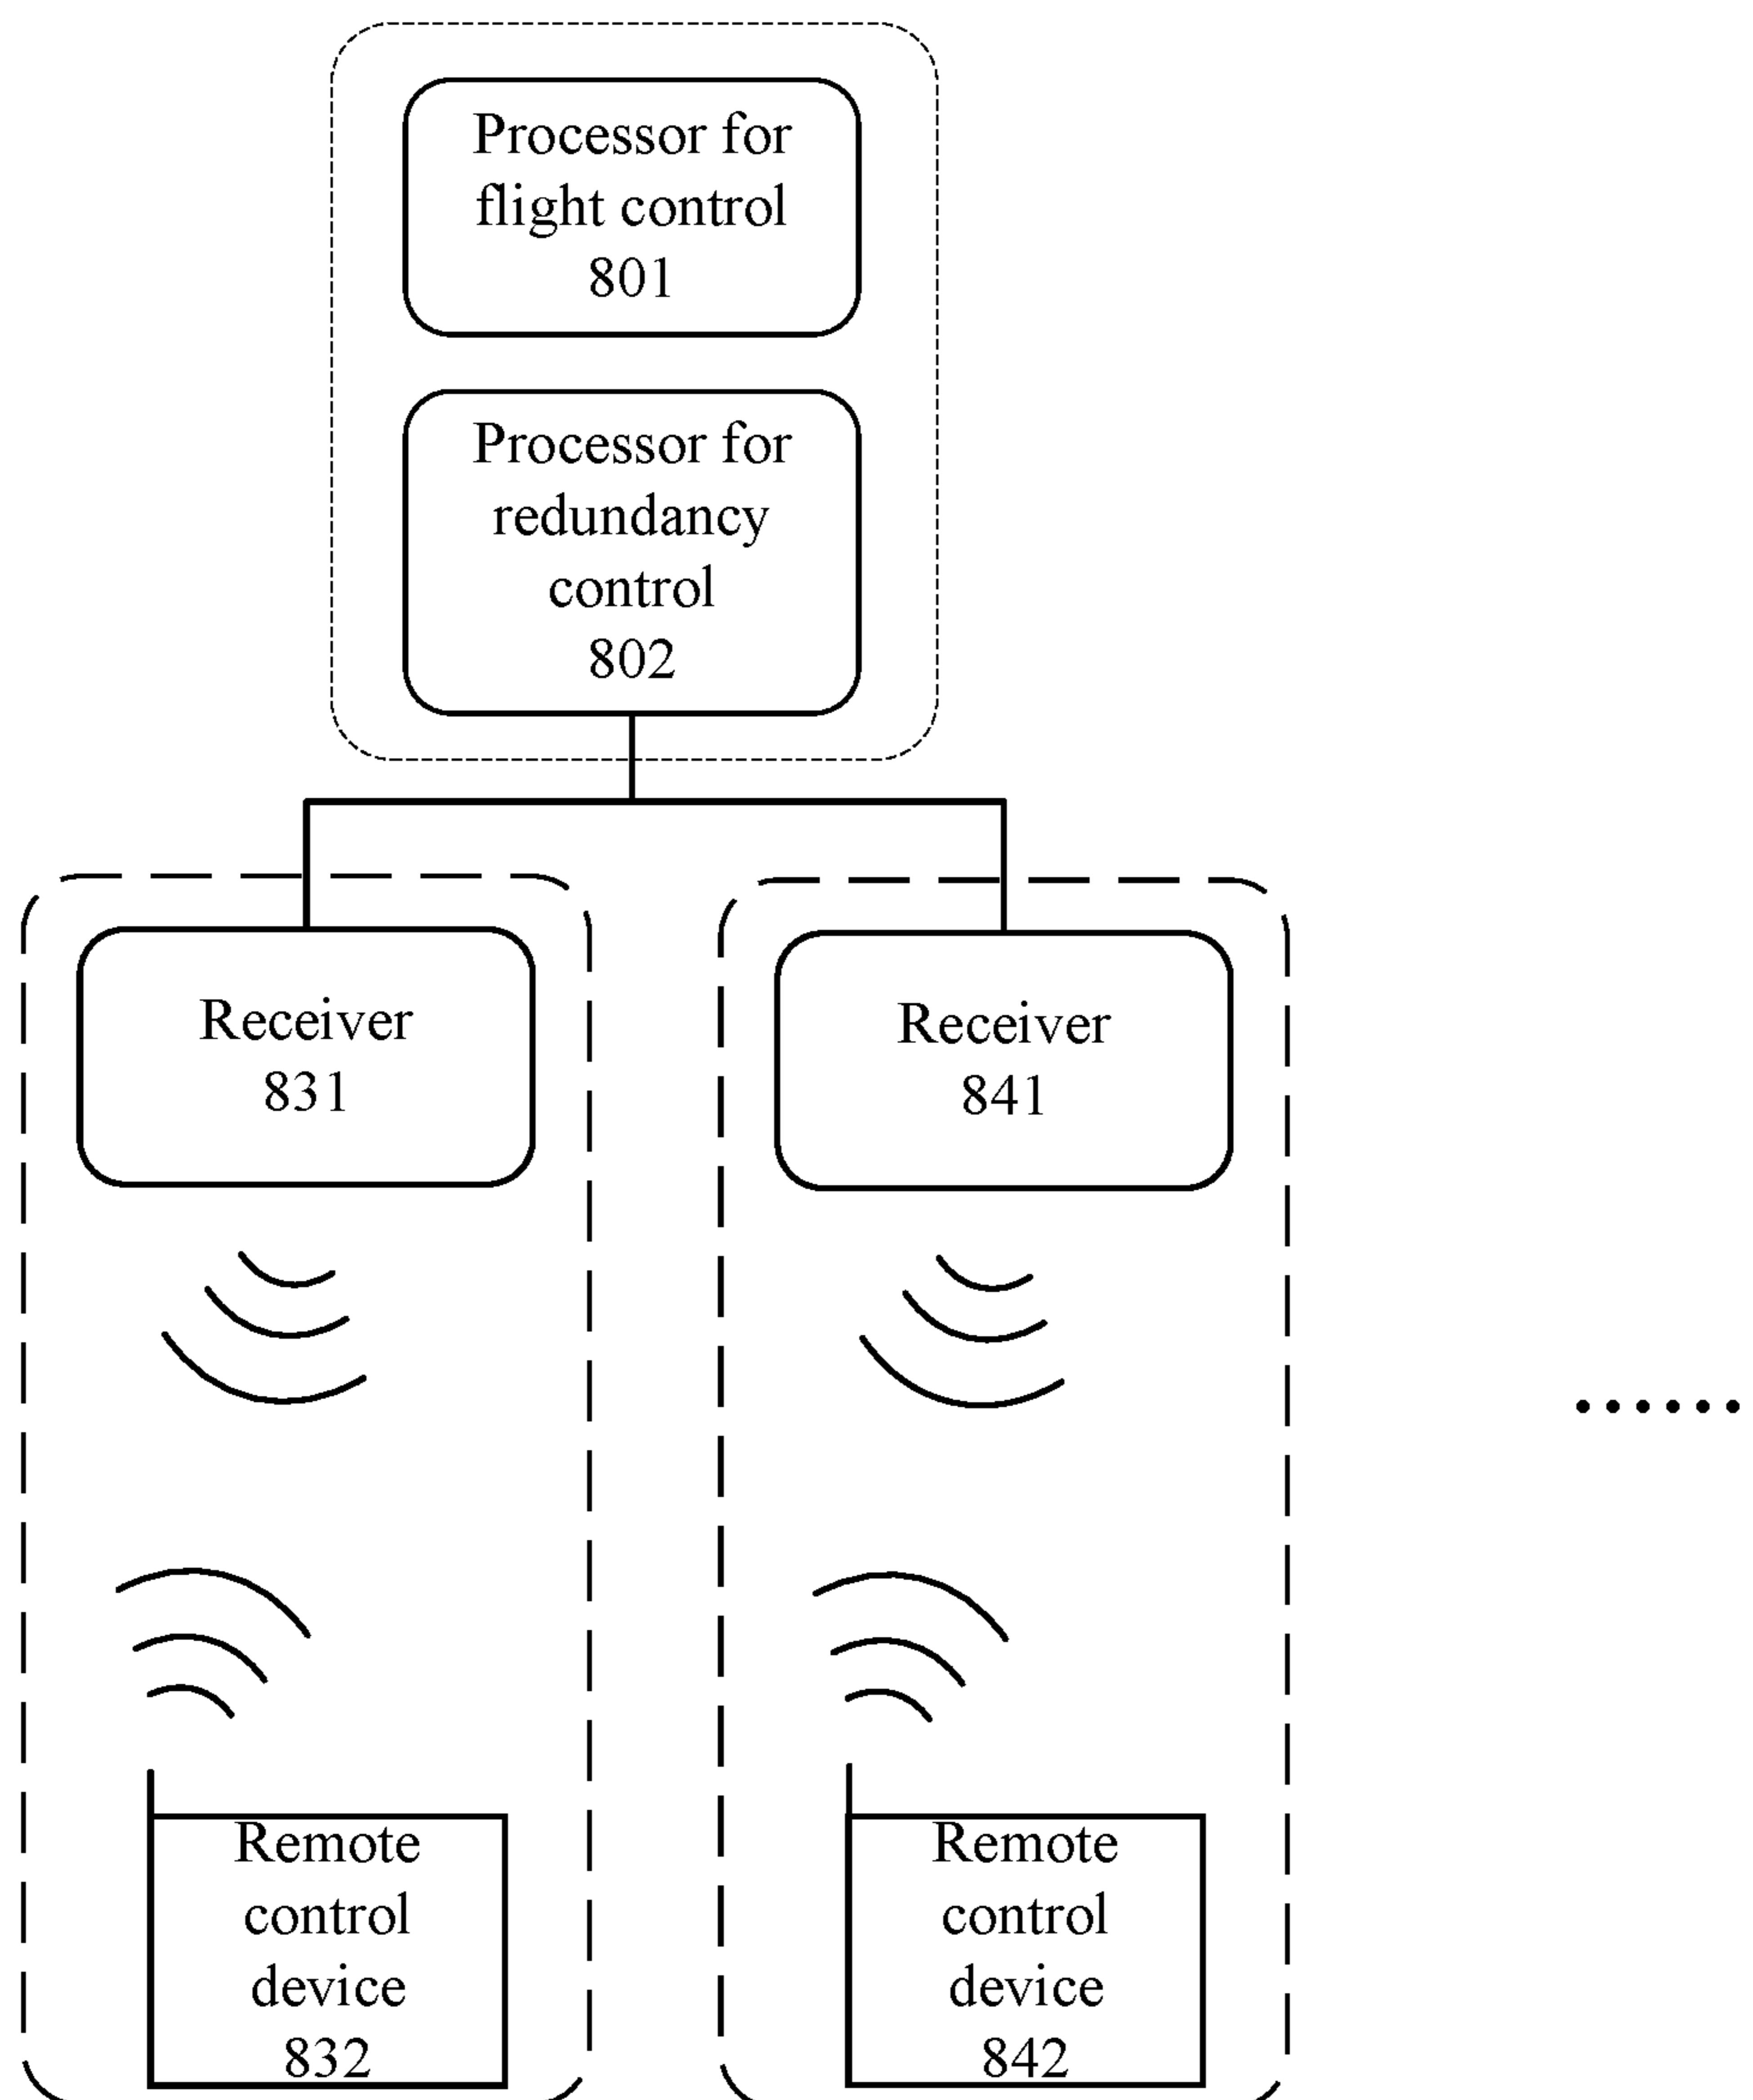 Processor for
flight control
801
Processor for
redundancy
control
802
Receiver
831
Receiver
841
Remote
control
device
832
Remote
control
device
842
......